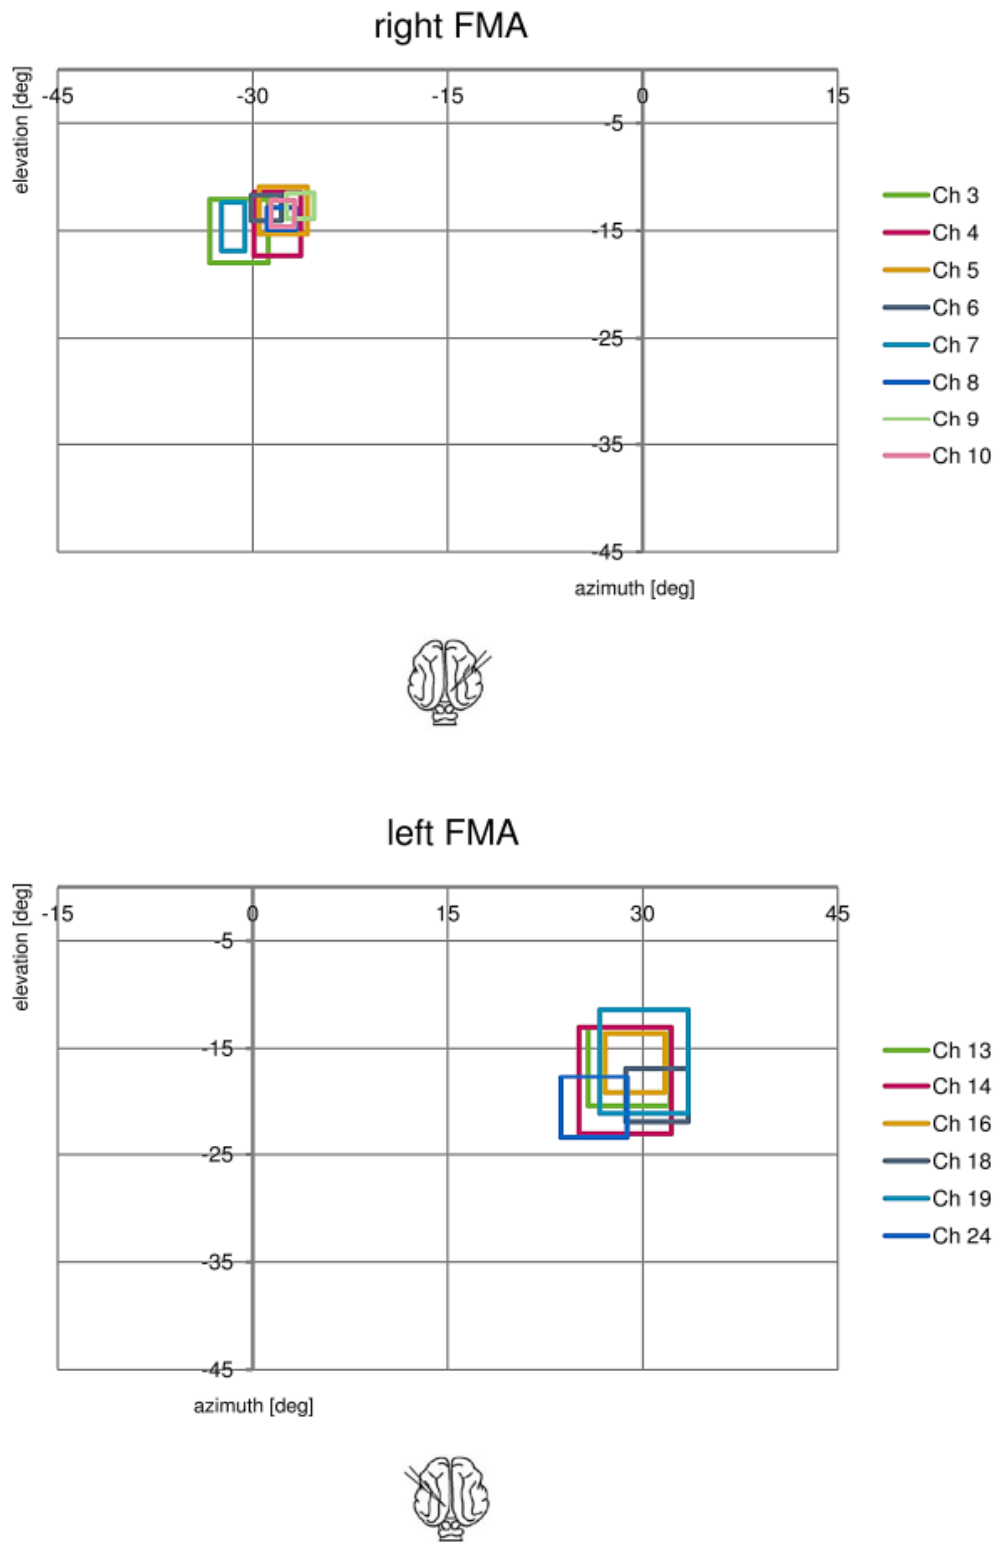 right FMA
elevation [deg]
-45 -30 -15 0 15
-5
-15
-25
-35
-45
azimuth [deg]
Ch 3
Ch 4
Ch 5
Ch 6
Ch 7
Ch 8
Ch 9
Ch 10
left FMA
elevation [deg]
-15 0 15 30 45
-5
-15
-25
-35
-45
azimuth [deg]
Ch 13
Ch 14
Ch 16
Ch 18
Ch 19
Ch 24